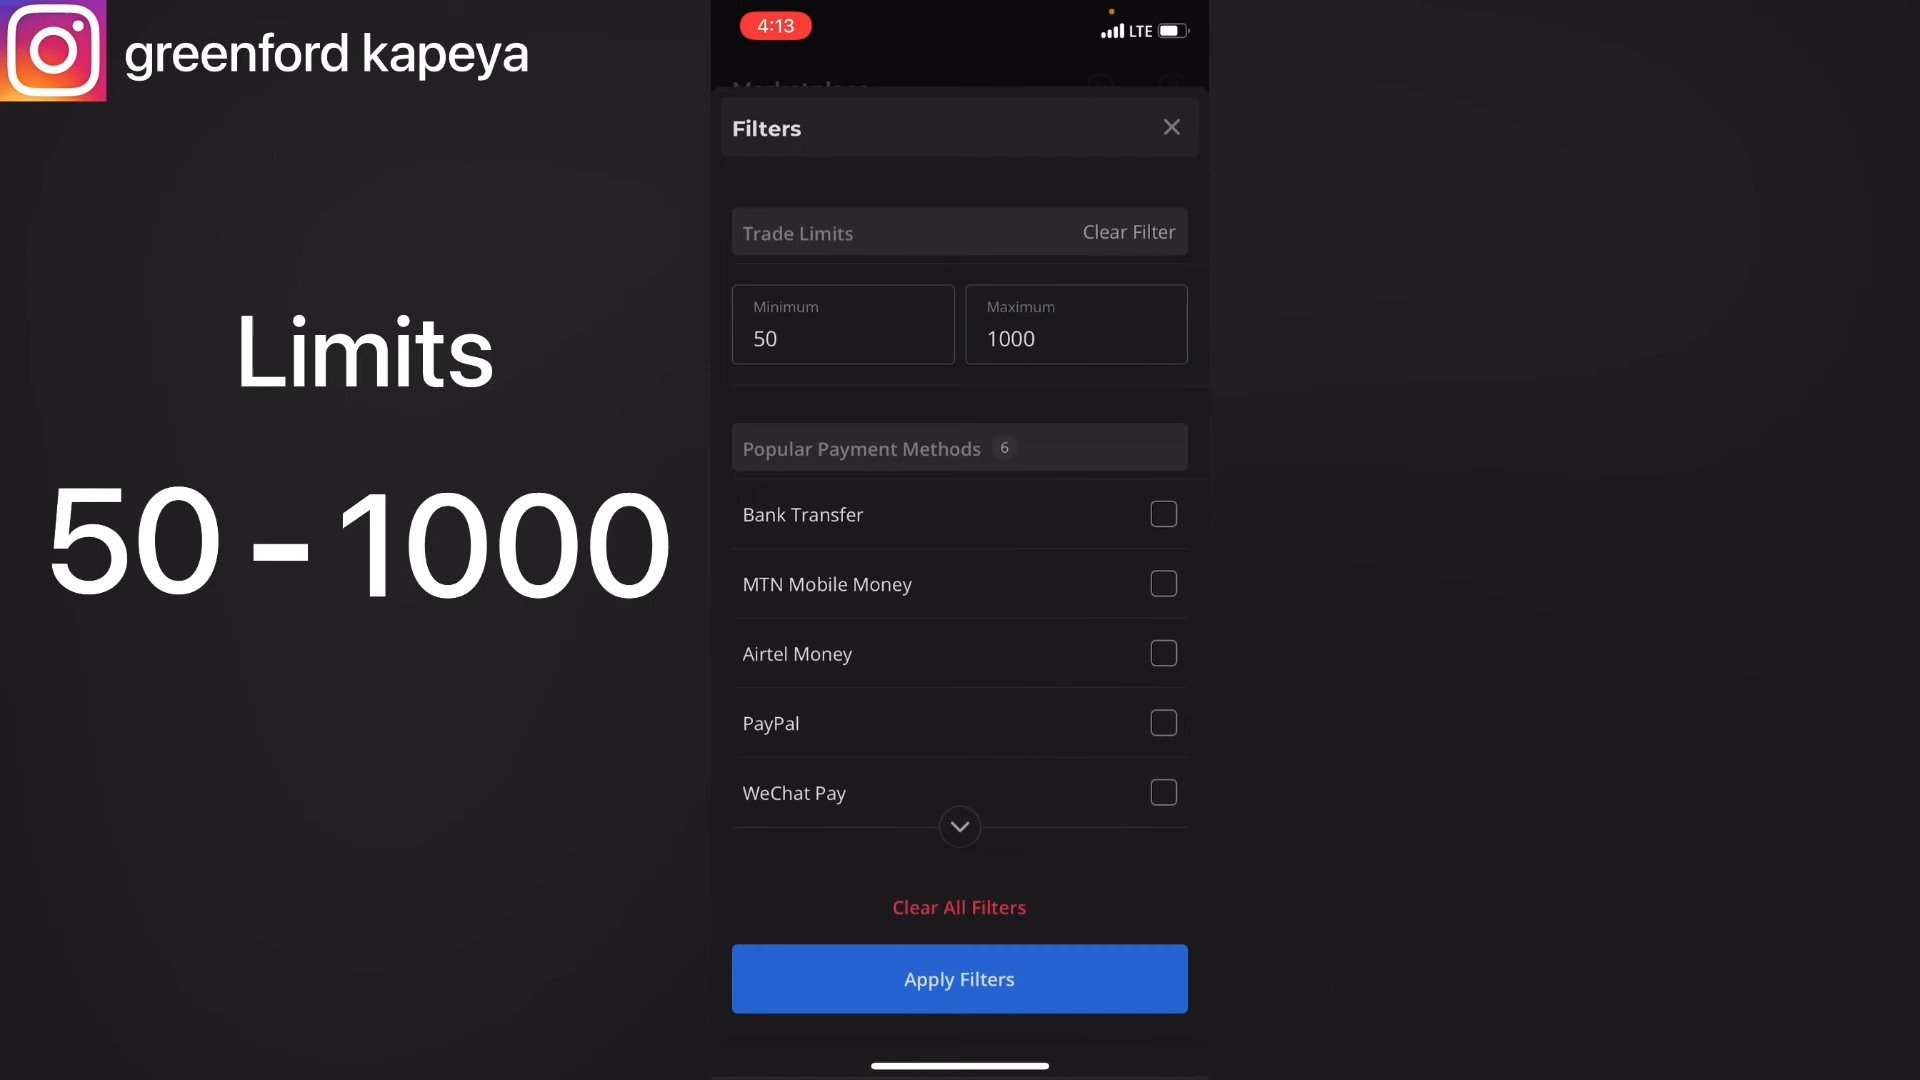 greenford kapeya
Limits
50 - 1000
4:13
LTE
Marketplace
Filters
Trade Limits
Clear Filter
Minimum
50
Maximum
1000
Popular Payment Methods 6
Bank Transfer
MTN Mobile Money
Airtel Money
PayPal
WeChat Pay
Clear All Filters
Apply Filters